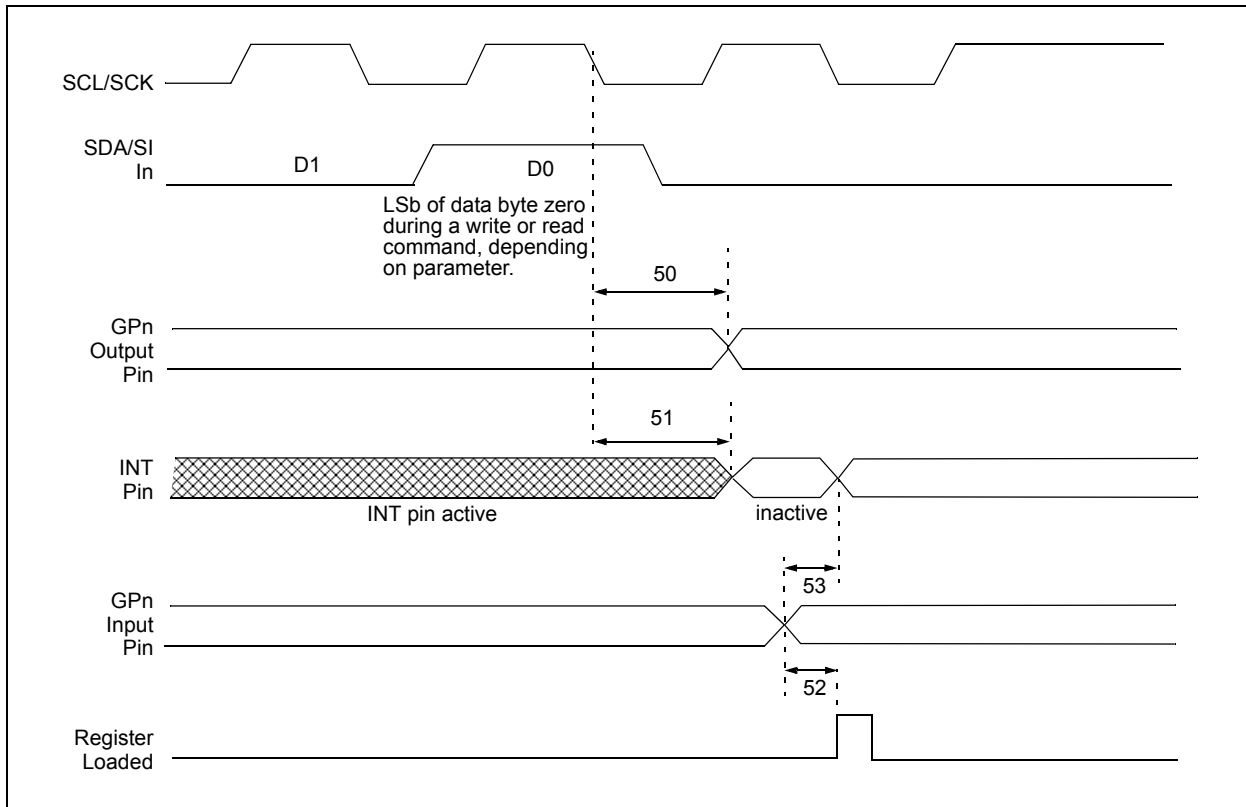 SCL/SCK
SDA/SI
In
D1
D0
LSb of data byte zero
during a write or read
command, depending
on parameter.
50
GPn
Output
Pin
51
INT
Pin
INT pin active
inactive
53
GPn
Input
Pin
52
Register
Loaded